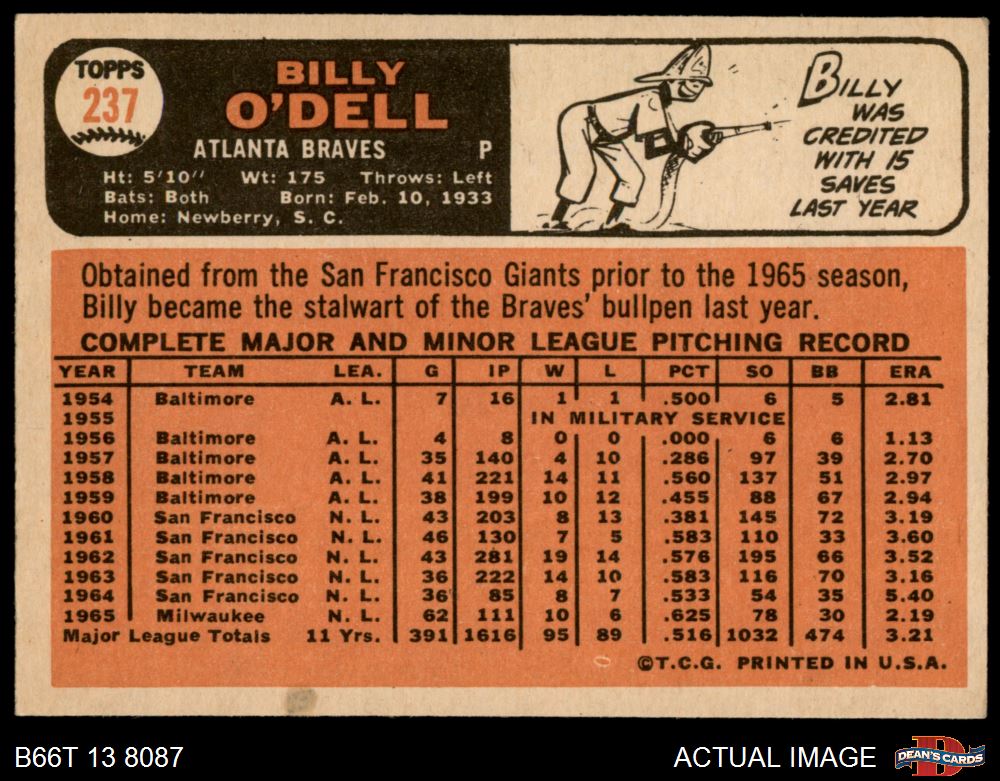 TOPPS
237
BILLY
O'DELL
ATLANTA BRAVES P
Ht: 5'10" Wt: 175 Throws: Left
Bats: Both Born: Feb. 10, 1933
Home: Newberry, S. C.
BILLY
WAS
CREDITED
WITH 15
SAVES
LAST YEAR
Obtained from the San Francisco Giants prior to the 1965 season,
Billy became the stalwart of the Braves' bullpen last year.
COMPLETE MAJOR AND MINOR LEAGUE PITCHING RECORD
YEAR TEAM LEA. G IP W L PCT SO BB ERA
1954 Baltimore A. L. 7 16 1 1 .500 6 5 2.81
1955 IN MILITARY SERVICE
1956 Baltimore A. L. 4 8 0 0 .000 6 6 1.13
1957 Baltimore A. L. 35 140 4 10 .286 97 39 2.70
1958 Baltimore A. L. 41 221 14 11 .560 137 51 2.97
1959 Baltimore A. L. 38 199 10 12 .455 88 67 2.94
1960 San Francisco N. L. 43 203 8 13 .381 145 72 3.19
1961 San Francisco N. L. 46 130 7 5 .583 110 33 3.60
1962 San Francisco N. L. 43 281 19 14 .576 195 66 3.52
1963 San Francisco N. L. 36 222 14 10 .583 116 70 3.16
1964 San Francisco N. L. 36 85 8 7 .533 54 35 5.40
1965 Milwaukee N. L. 62 111 10 6 .625 78 30 2.19
Major League Totals 11 Yrs. 391 1616 95 89 .516 1032 474 3.21
©T.C.G. PRINTED IN U.S.A.
B66T 13 8087
ACTUAL IMAGE
D
DEAN'S CARDS